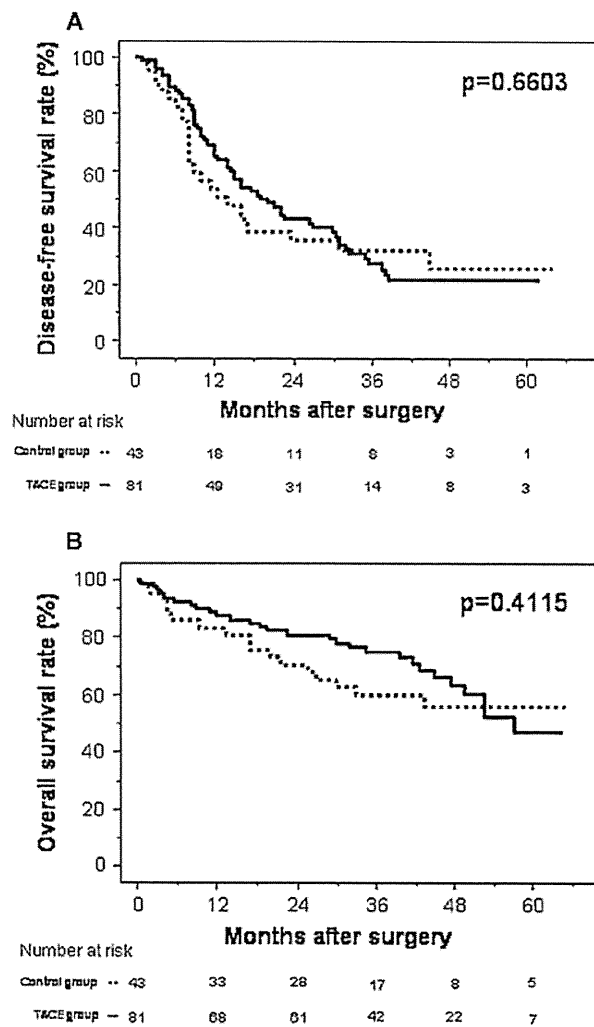 A
Disease-free survival rate (%)
100
80
60
40
20
0
p=0.6603
0 12 24 36 48 60
Months after surgery
Number at risk
Control group 43 18 11 8 3 1
TACE group 81 49 31 14 8 3
B
Overall survival rate (%)
100
80
60
40
20
0
p=0.4115
0 12 24 36 48 60
Months after surgery
Number at risk
Control group 43 33 28 17 8 5
TACE group 81 68 61 42 22 7